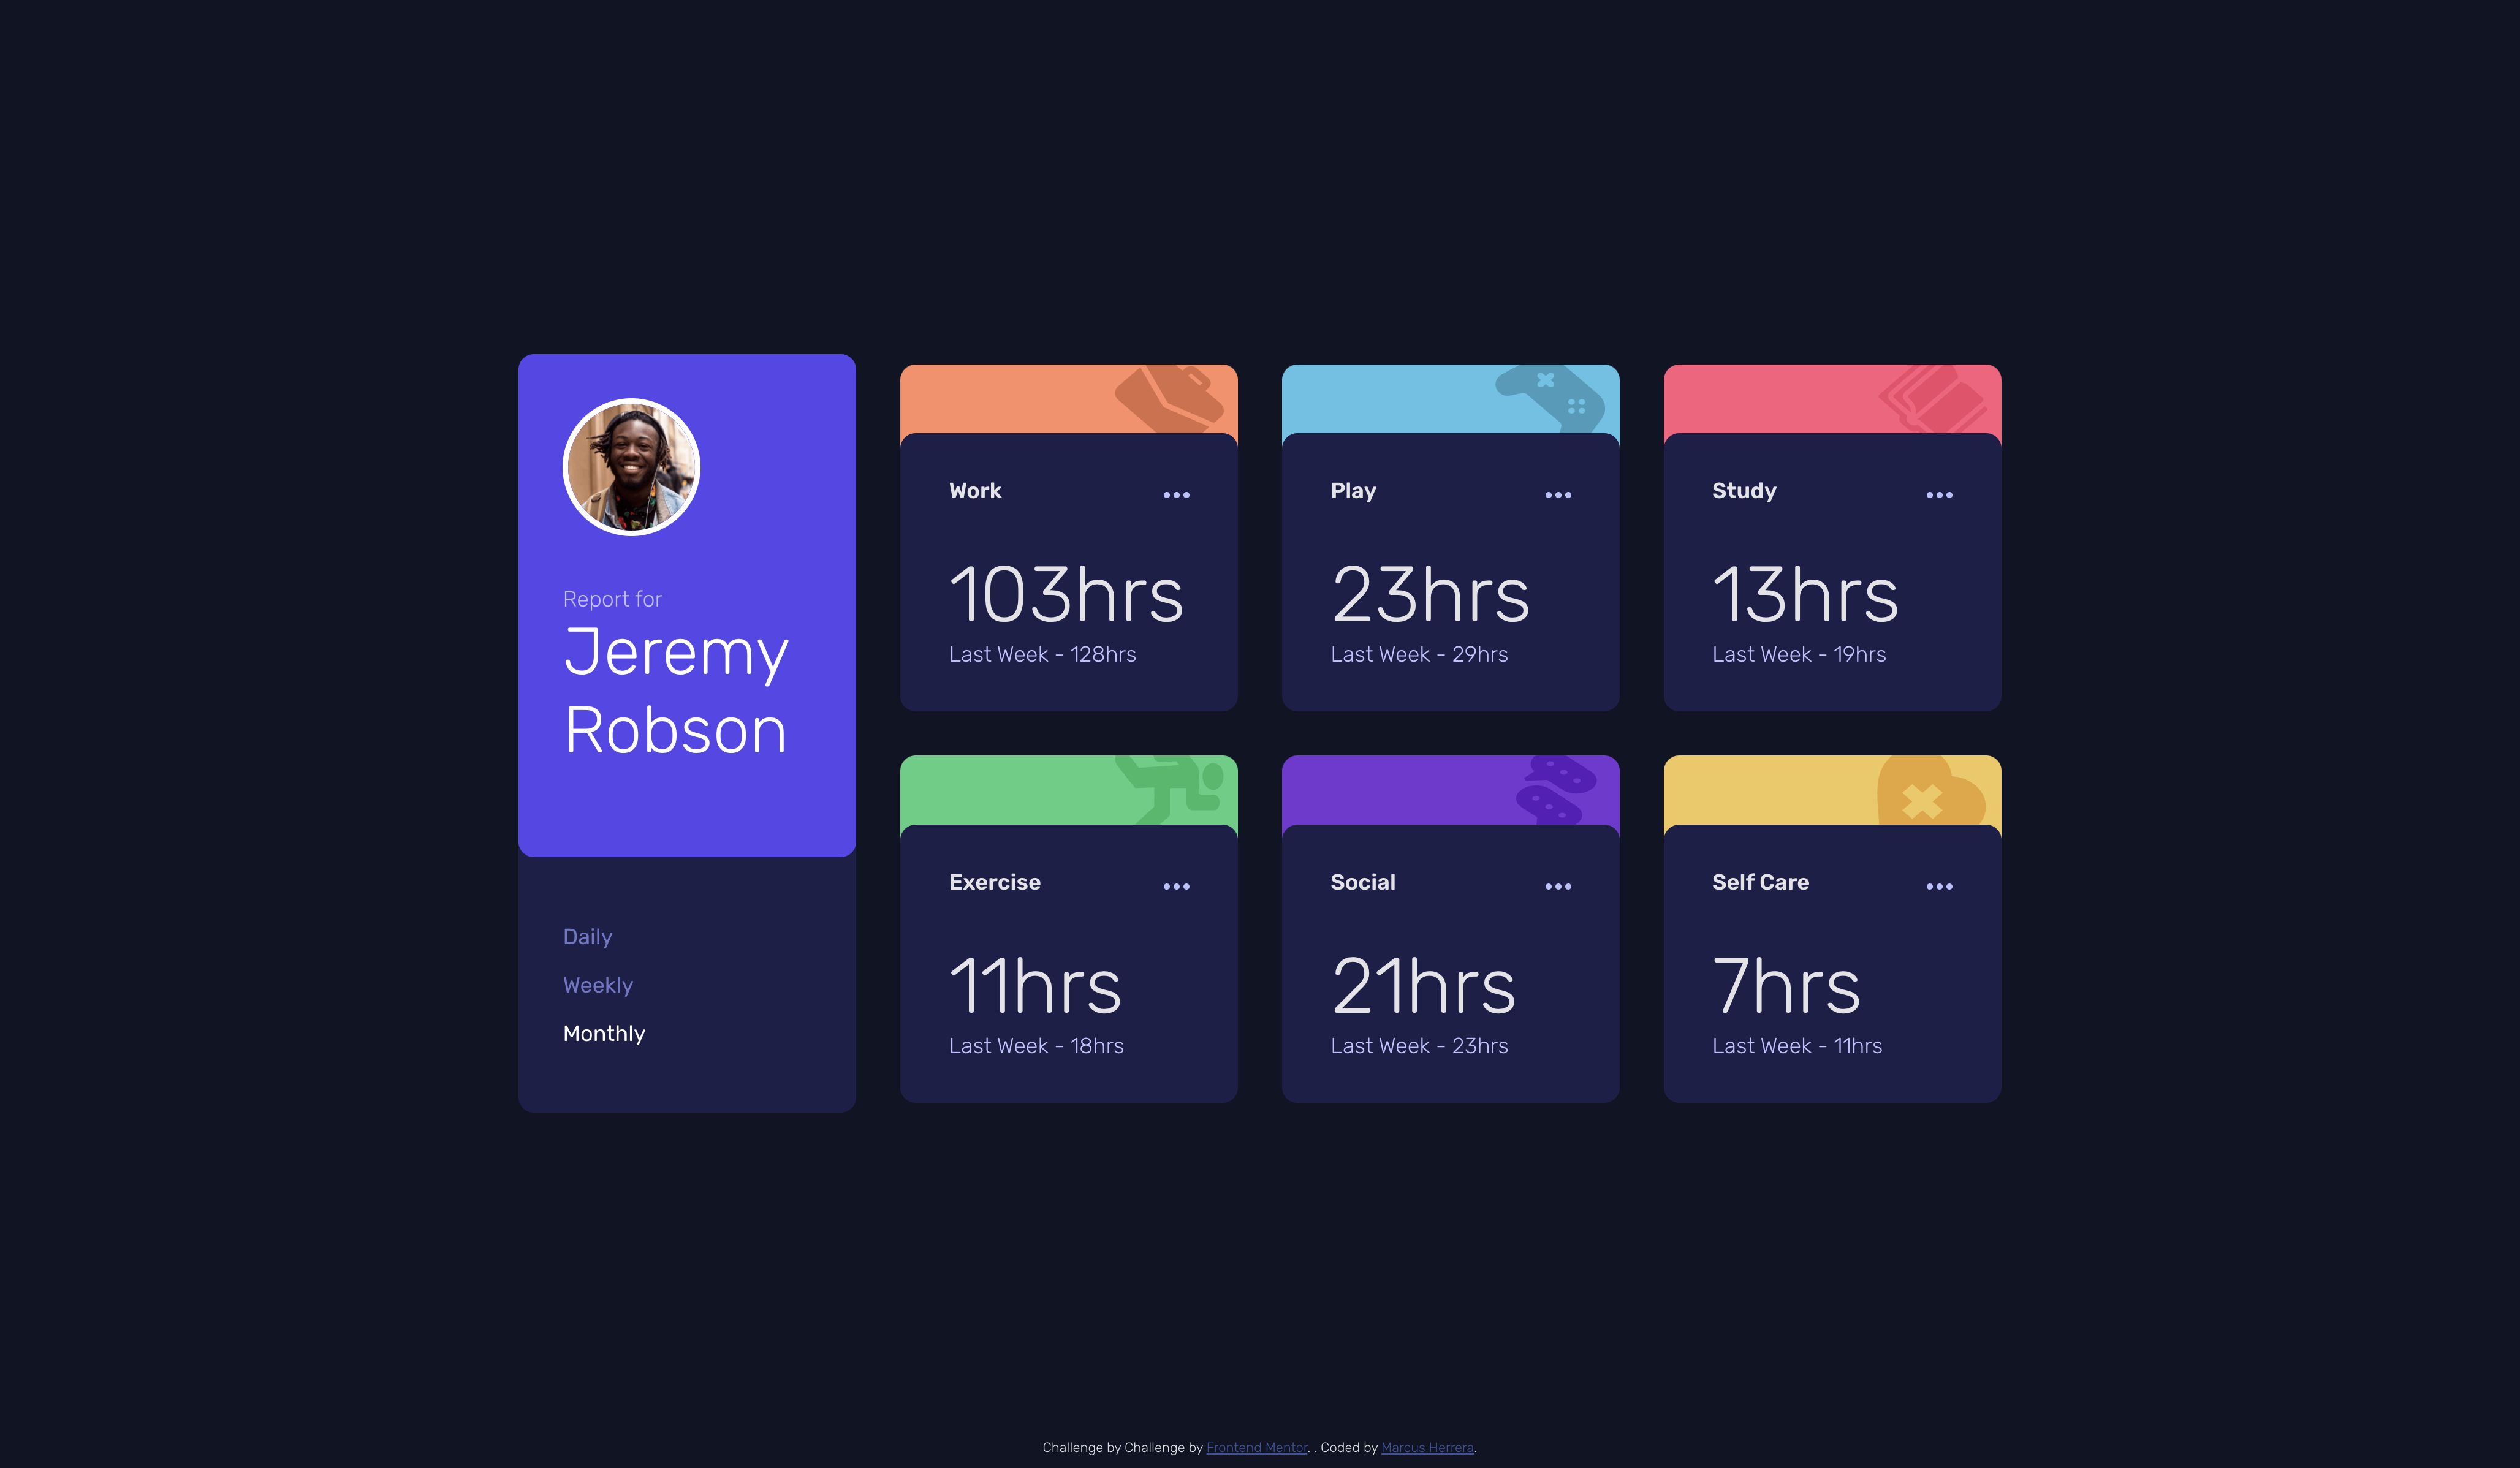 Report for
Jeremy
Robson
Daily
Weekly
Monthly
Work
103hrs
Last Week - 128hrs
Play
23hrs
Last Week - 29hrs
Study
13hrs
Last Week - 19hrs
Exercise
11hrs
Last Week - 18hrs
Social
21hrs
Last Week - 23hrs
Self Care
7hrs
Last Week - 11hrs
Challenge by Challenge by Frontend Mentor. . Coded by Marcus Herrera.